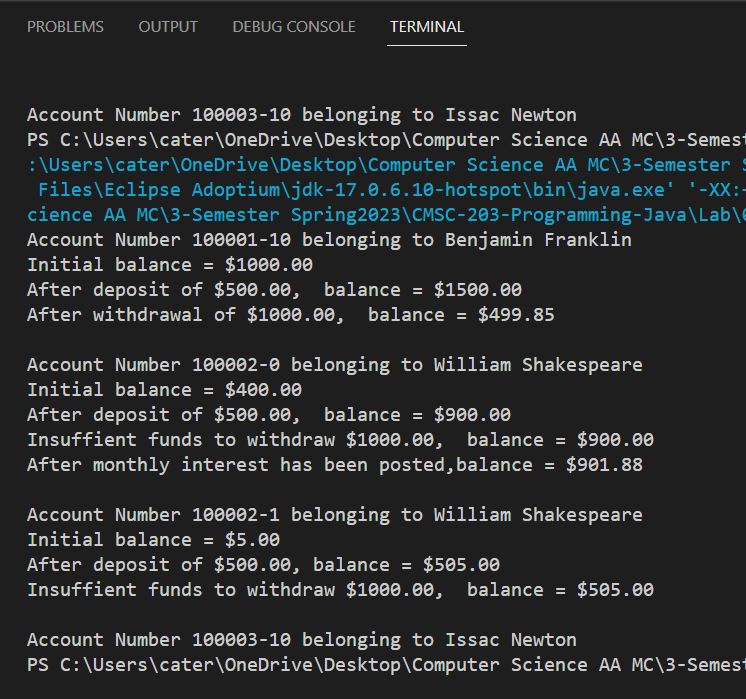 PROBLEMS OUTPUT DEBUG CONSOLE TERMINAL
Account Number 100003-10 belonging to Issac Newton
PS C:\Users\cater\OneDrive\Desktop\Computer Science AA MC\3-Semest
:\Users\cater\OneDrive\Desktop\Computer Science AA MC\3-Semester S
Files\Eclipse Adoptium\jdk-17.0.6.10-hotspot\bin\java.exe' '-XX:-
cience AA MC\3-Semester Spring2023\CMSC-203-Programming-Java\Lab\
Account Number 100001-10 belonging to Benjamin Franklin
Initial balance = $1000.00
After deposit of $500.00,  balance = $1500.00
After withdrawal of $1000.00,  balance = $499.85
Account Number 100002-0 belonging to William Shakespeare
Initial balance = $400.00
After deposit of $500.00,  balance = $900.00
Insuffient funds to withdraw $1000.00,  balance = $900.00
After monthly interest has been posted,balance = $901.88
Account Number 100002-1 belonging to William Shakespeare
Initial balance = $5.00
After deposit of $500.00, balance = $505.00
Insuffient funds to withdraw $1000.00,  balance = $505.00
Account Number 100003-10 belonging to Issac Newton
PS C:\Users\cater\OneDrive\Desktop\Computer Science AA MC\3-Semest